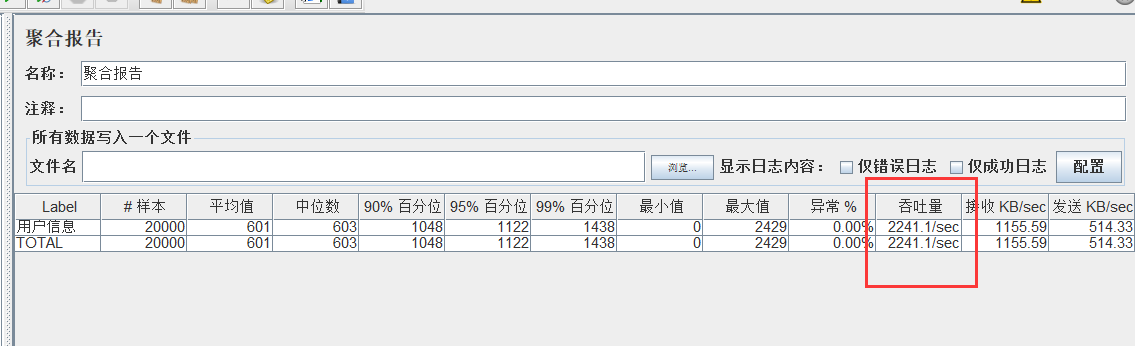 聚合报告
名称： 聚合报告
注释：
所有数据写入一个文件
文件名 浏览... 显示日志内容： 仅错误日志 仅成功日志 配置
Label # 样本 平均值 中位数 90% 百分位 95% 百分位 99% 百分位 最小值 最大值 异常 % 吞吐量 接收 KB/sec 发送 KB/sec
用户信息 20000 601 603 1048 1122 1438 0 2429 0.00% 2241.1/sec 1155.59 514.33
TOTAL 20000 601 603 1048 1122 1438 0 2429 0.00% 2241.1/sec 1155.59 514.33